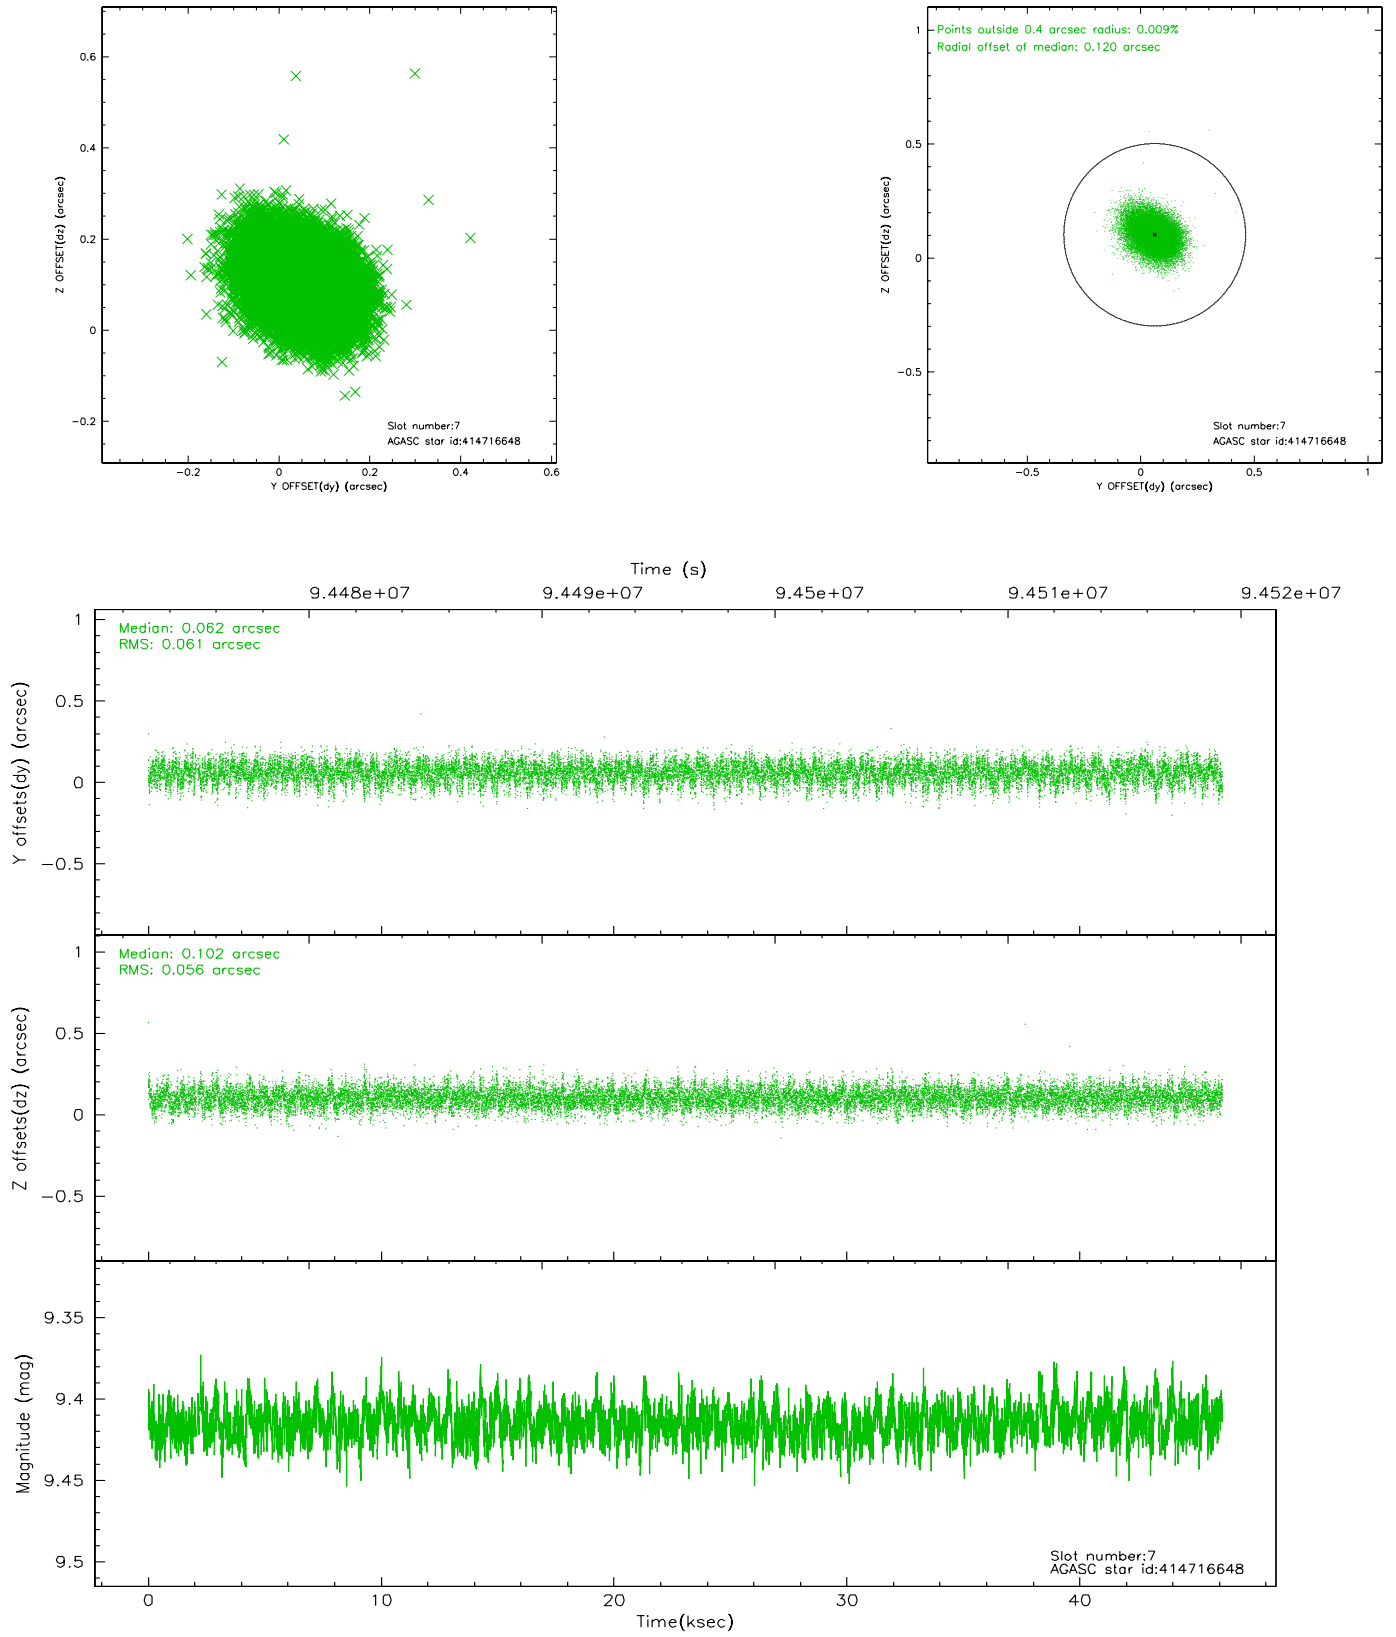 0.6
0.4
0.2
0
−0.2
Z OFFSET(dz) (arcsec)
Slot number:7
AGASC star id:414716648
−0.2 0 0.2 0.4 0.6
Y OFFSET(dy) (arcsec)
Points outside 0.4 arcsec radius: 0.009%
Radial offset of median: 0.120 arcsec
1
0.5
0
−0.5
Z OFFSET(dz) (arcsec)
Slot number:7
AGASC star id:414716648
−0.5 0 0.5 1
Y OFFSET(dy) (arcsec)
Time (s)
9.448e+07 9.449e+07 9.45e+07 9.451e+07 9.452e+07
Median: 0.062 arcsec
RMS: 0.061 arcsec
1
0.5
0
−0.5
Y offsets(dy) (arcsec)
Median: 0.102 arcsec
RMS: 0.056 arcsec
1
0.5
0
−0.5
Z offsets(dz) (arcsec)
9.35
9.4
9.45
9.5
Magnitude (mag)
Slot number:7
AGASC star id:414716648
0 10 20 30 40
Time(ksec)